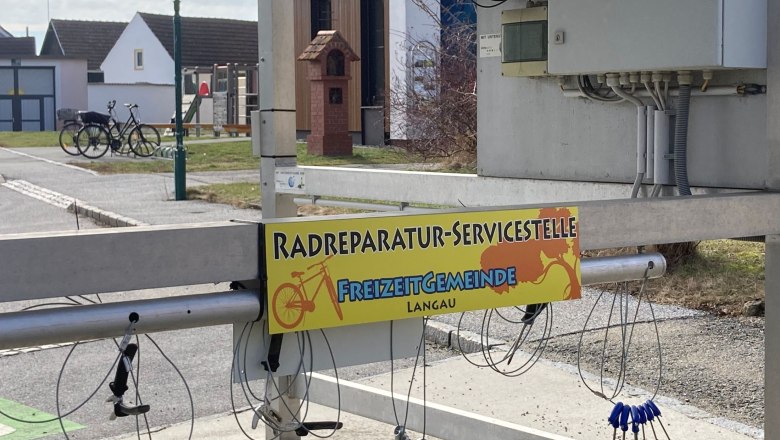 Radreparatur-Servicestelle
FreizeitGemeinde
Langau